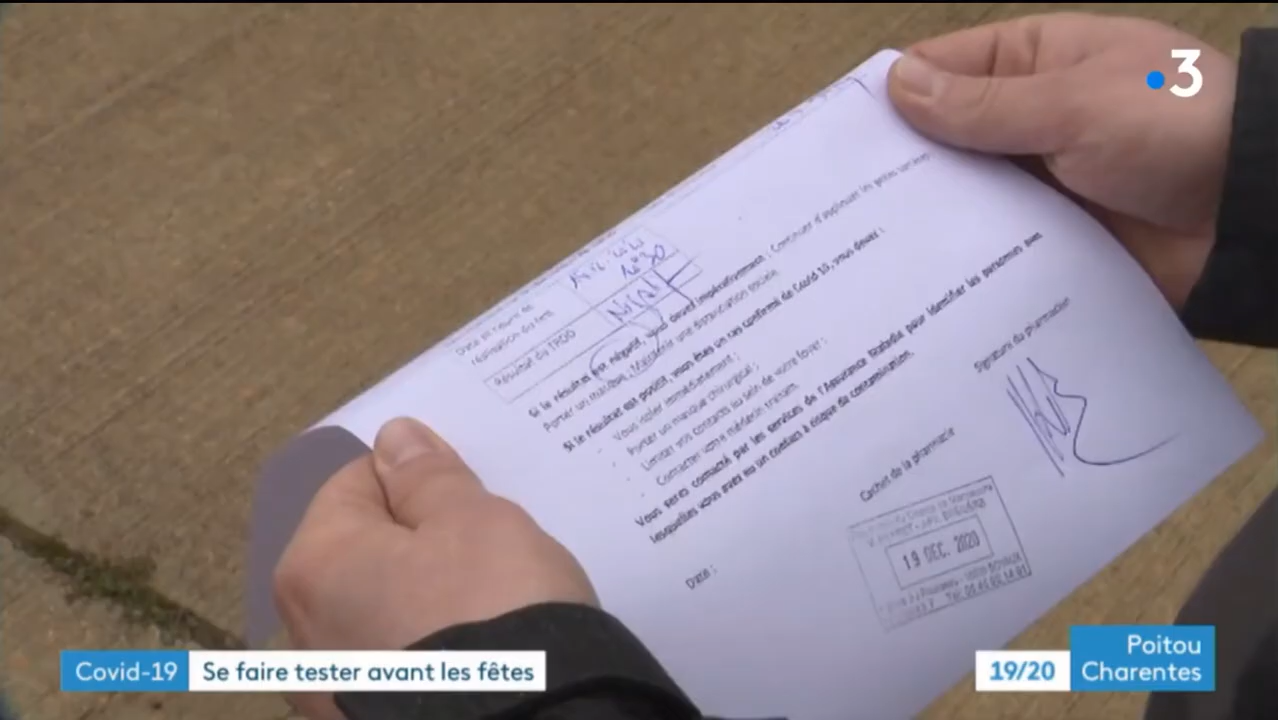 3
Date et heure de
réalisation du test
Résultat du TROD
Si le résultat est négatif, vous devez impérativement : Continuer d'appliquer les gestes barrières
Porter un masque ; Maintenir une distanciation sociale
Si le résultat est positif, vous êtes un cas confirmé de Covid 19, vous devez :
Vous isoler immédiatement ;
Porter un masque chirurgical ;
Limiter vos contacts au sein de votre foyer ;
Contacter votre médecin traitant.
Vous serez contacté par les services de l'Assurance Maladie pour identifier les personnes avec
lesquelles vous avez eu un contact à risque de contamination.
Date :
Cachet de la pharmacie
Signature du pharmacien
19 DEC. 2020
Covid-19
Se faire tester avant les fêtes
19/20
Poitou
Charentes